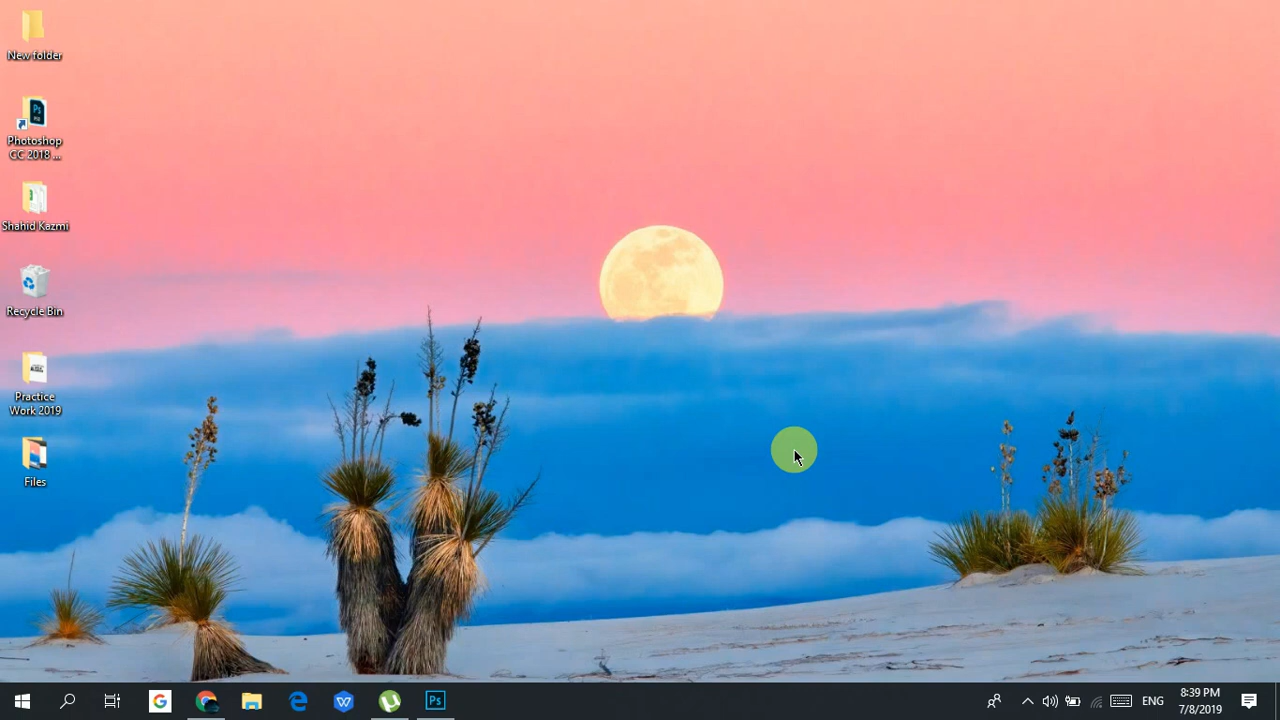 New folder
Photoshop
CC 2018 ...
Shahid Kazmi
Recycle Bin
Practice
Work 2019
Files
Ps
ENG
8:39 PM
7/8/2019